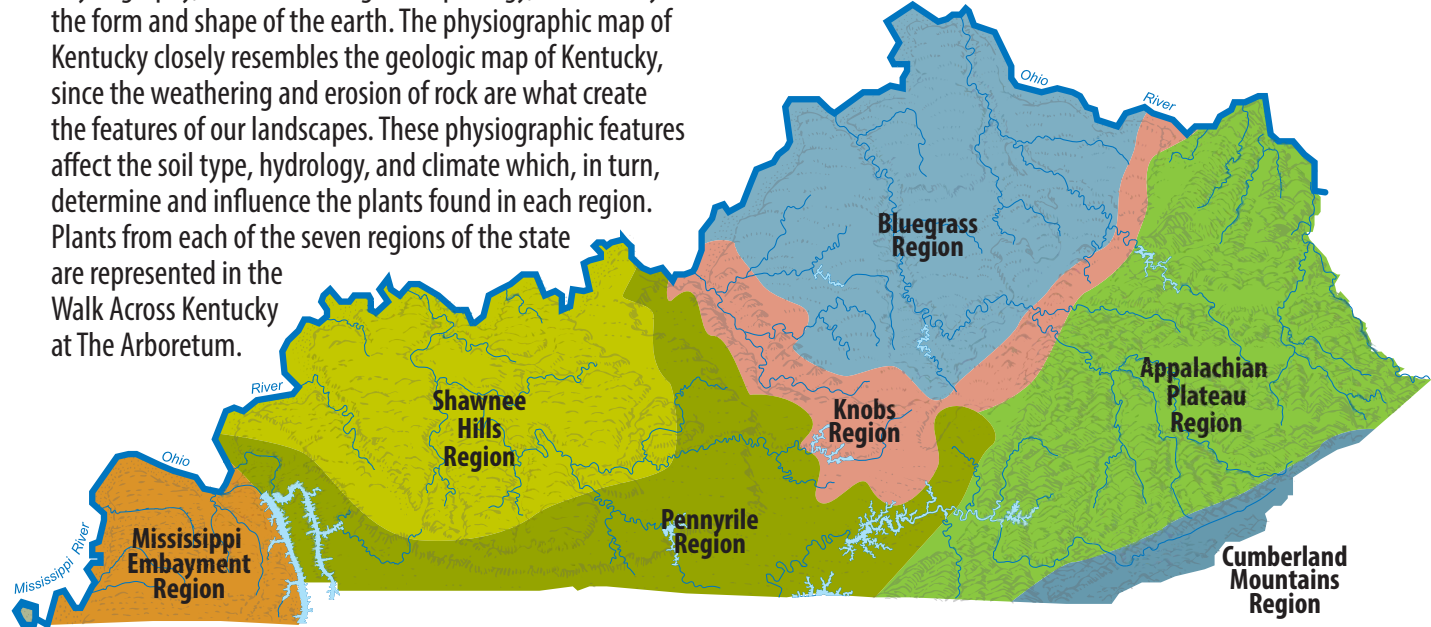 the form and shape of the earth. The physiographic map of
Kentucky closely resembles the geologic map of Kentucky,
since the weathering and erosion of rock are what create
the features of our landscapes. These physiographic features
affect the soil type, hydrology, and climate which, in turn,
determine and influence the plants found in each region.
Plants from each of the seven regions of the state
are represented in the
Walk Across Kentucky
at The Arboretum.
Ohio
River
Bluegrass
Region
Appalachian
Plateau
Region
Knobs
Region
River
Shawnee
Hills
Region
Ohio
Mississippi River
Mississippi
Embayment
Region
Pennyrile
Region
Cumberland
Mountains
Region